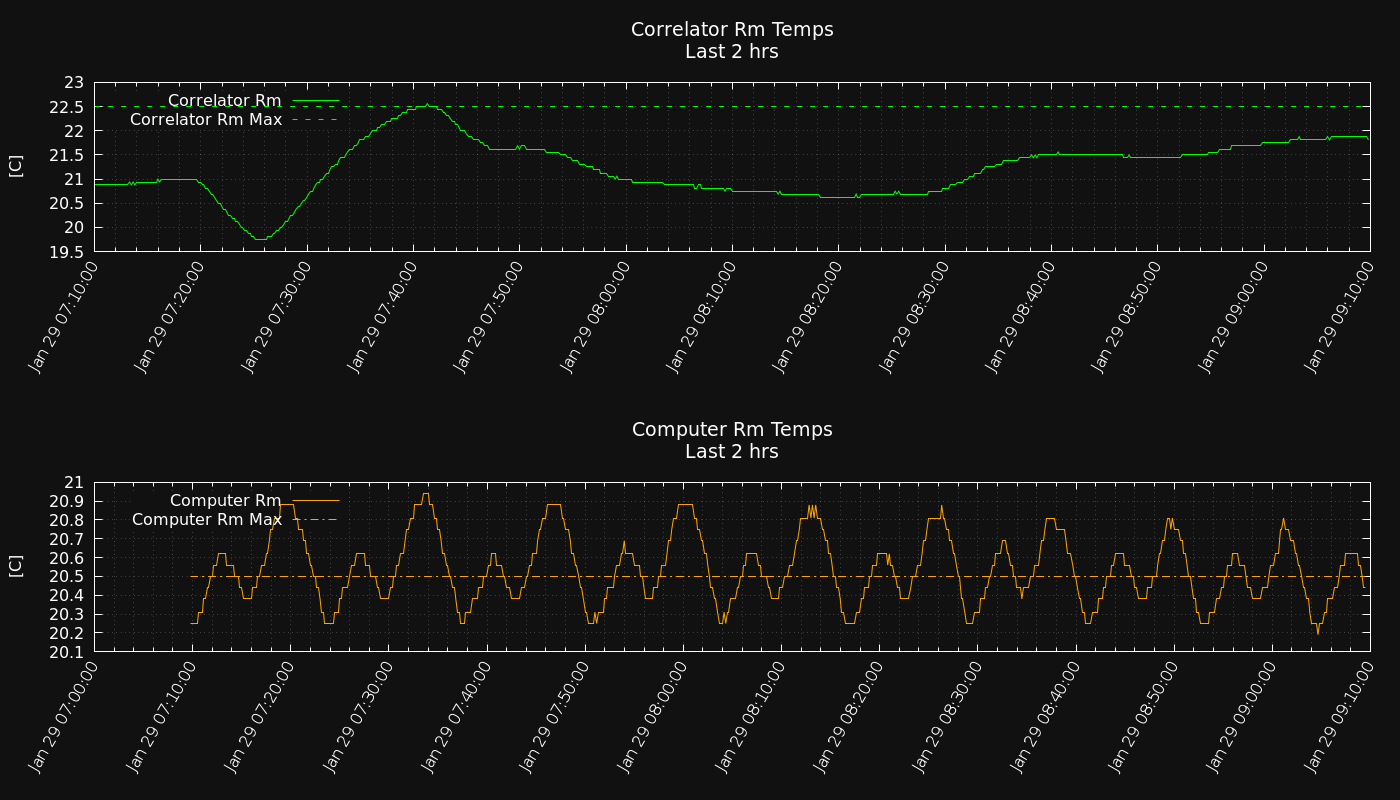 Correlator Rm Temps
Last 2 hrs
23
22.5
22
21.5
21
20.5
20
19.5
[C]
Correlator Rm
Correlator Rm Max
Jan 29 07:10:00
Jan 29 07:20:00
Jan 29 07:30:00
Jan 29 07:40:00
Jan 29 07:50:00
Jan 29 08:00:00
Jan 29 08:10:00
Jan 29 08:20:00
Jan 29 08:30:00
Jan 29 08:40:00
Jan 29 08:50:00
Jan 29 09:00:00
Jan 29 09:10:00
Computer Rm Temps
Last 2 hrs
21
20.9
20.8
20.7
20.6
20.5
20.4
20.3
20.2
20.1
[C]
Computer Rm
Computer Rm Max
Jan 29 07:00:00
Jan 29 07:10:00
Jan 29 07:20:00
Jan 29 07:30:00
Jan 29 07:40:00
Jan 29 07:50:00
Jan 29 08:00:00
Jan 29 08:10:00
Jan 29 08:20:00
Jan 29 08:30:00
Jan 29 08:40:00
Jan 29 08:50:00
Jan 29 09:00:00
Jan 29 09:10:00